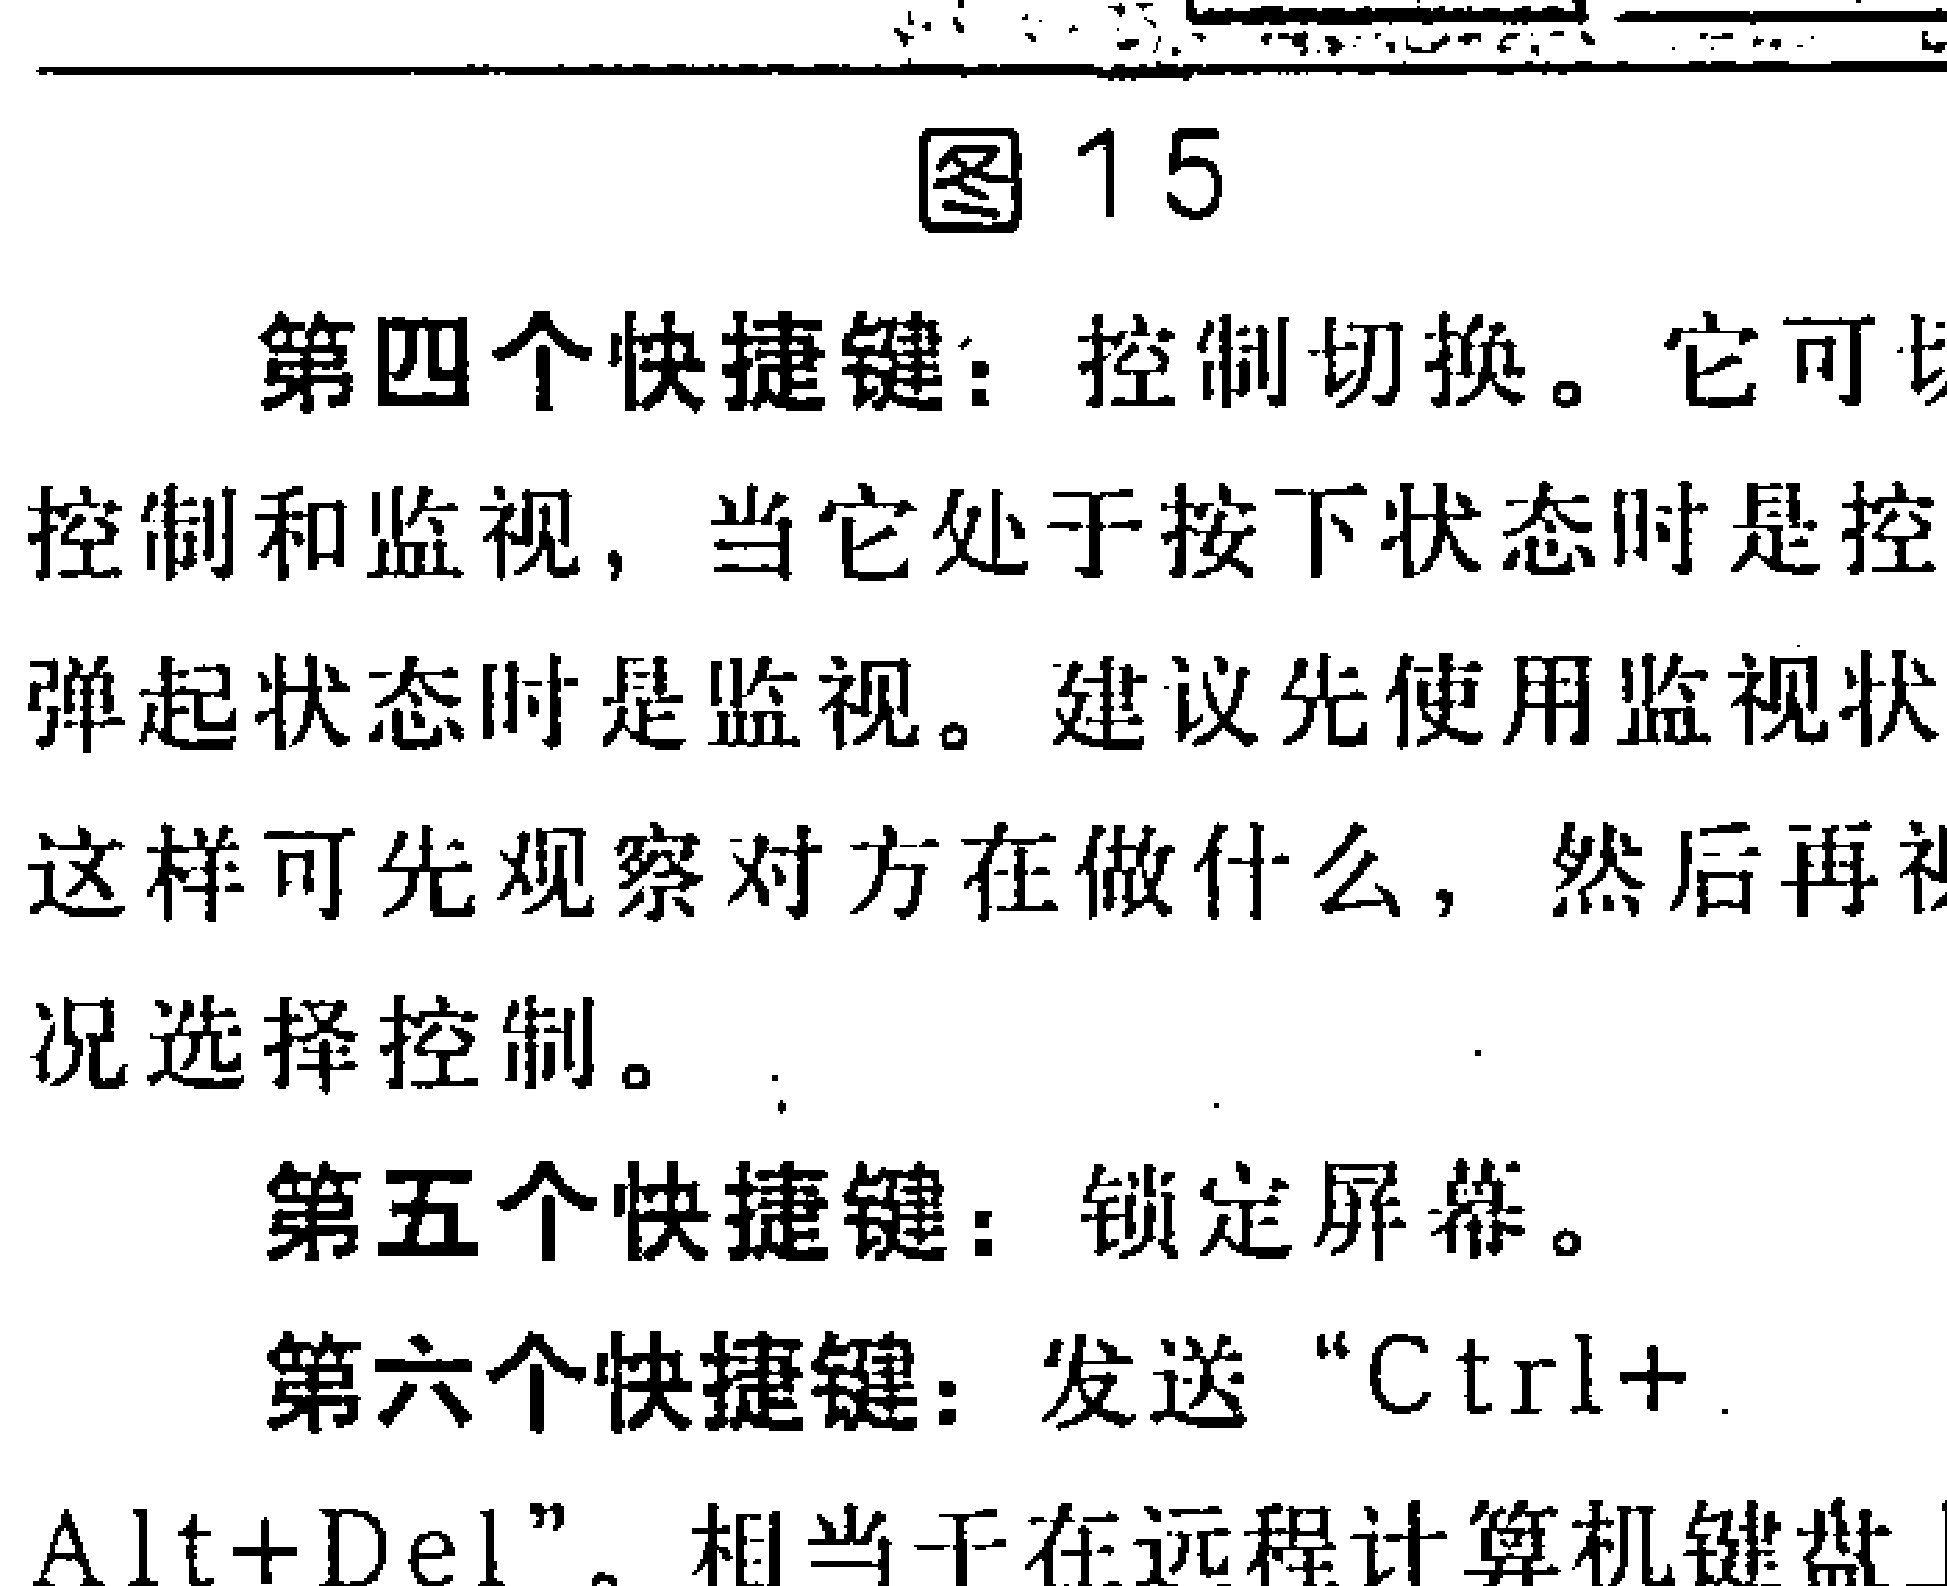 图 15
第四个快捷键：控制切换。它可切
控制和监视，当它处于按下状态时是控
弹起状态时是监视。建议先使用监视状
这样可先观察对方在做什么，然后再视
况选择控制。
第五个快捷键：锁定屏幕。
第六个快捷键：发送 “Ctrl+
Alt+Del”。相当于在远程计算机键盘上